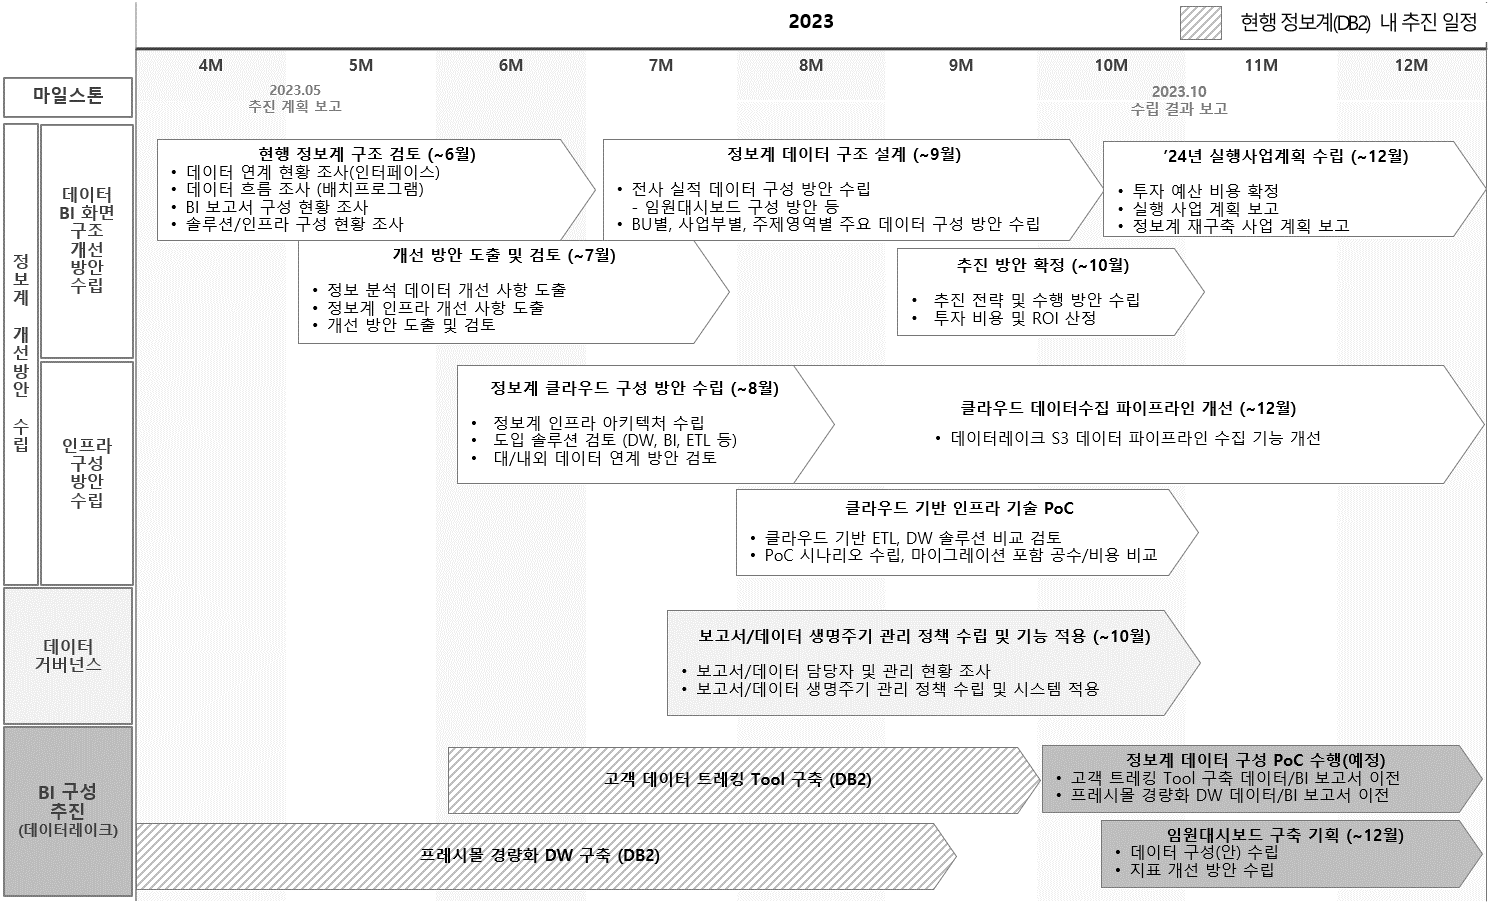 2023
현행 정보계(DB2) 내 추진 일정
4M 5M 6M 7M 8M 9M 10M 11M 12M
마일스톤
2023.05
추진 계획 보고
2023.10
수립 결과 보고
정보계 개선방안 수립
데이터
BI 화면
구조
개선
방안
수립
현행 정보계 구조 검토 (~6월)
• 데이터 연계 현황 조사(인터페이스)
• 데이터 흐름 조사 (배치프로그램)
• BI 보고서 구성 현황 조사
• 솔루션/인프라 구성 현황 조사
정보계 데이터 구조 설계 (~9월)
• 전사 실적 데이터 구성 방안 수립
- 임원대시보드 구성 방안 등
• BU별, 사업부별, 주제영역별 주요 데이터 구성 방안 수립
’24년 실행사업계획 수립 (~12월)
• 투자 예산 비용 확정
• 실행 사업 계획 보고
• 정보계 재구축 사업 계획 보고
개선 방안 도출 및 검토 (~7월)
• 정보 분석 데이터 개선 사항 도출
• 정보계 인프라 개선 사항 도출
• 개선 방안 도출 및 검토
추진 방안 확정 (~10월)
• 추진 전략 및 수행 방안 수립
• 투자 비용 및 ROI 산정
인프라
구성
방안
수립
정보계 클라우드 구성 방안 수립 (~8월)
• 정보계 인프라 아키텍처 수립
• 도입 솔루션 검토 (DW, BI, ETL 등)
• 대/내외 데이터 연계 방안 검토
클라우드 데이터수집 파이프라인 개선 (~12월)
• 데이터레이크 S3 데이터 파이프라인 수집 기능 개선
클라우드 기반 인프라 기술 PoC
• 클라우드 기반 ETL, DW 솔루션 비교 검토
• PoC 시나리오 수립, 마이그레이션 포함 공수/비용 비교
데이터
거버넌스
보고서/데이터 생명주기 관리 정책 수립 및 기능 적용 (~10월)
• 보고서/데이터 담당자 및 관리 현황 조사
• 보고서/데이터 생명주기 관리 정책 수립 및 시스템 적용
BI 구성
추진
(데이터레이크)
고객 데이터 트레킹 Tool 구축 (DB2)
정보계 데이터 구성 PoC 수행(예정)
• 고객 트레킹 Tool 구축 데이터/BI 보고서 이전
• 프레시몰 경량화 DW 데이터/BI 보고서 이전
프레시몰 경량화 DW 구축 (DB2)
임원대시보드 구축 기획 (~12월)
• 데이터 구성(안) 수립
• 지표 개선 방안 수립